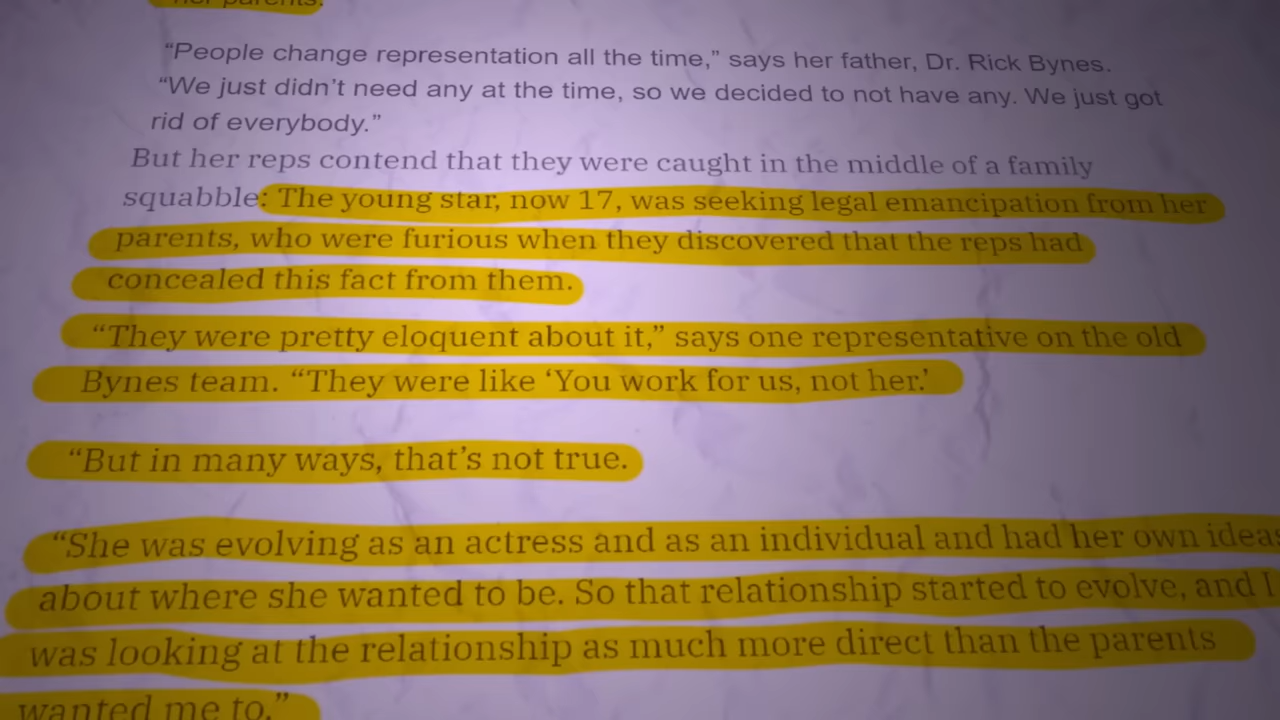 her parents.
“People change representation all the time,” says her father, Dr. Rick Bynes.
“We just didn’t need any at the time, so we decided to not have any. We just got
rid of everybody.”
But her reps contend that they were caught in the middle of a family
squabble: The young star, now 17, was seeking legal emancipation from her
parents, who were furious when they discovered that the reps had
concealed this fact from them.
“They were pretty eloquent about it,” says one representative on the old
Bynes team. “They were like ‘You work for us, not her.’
“But in many ways, that’s not true.
“She was evolving as an actress and as an individual and had her own ideas
about where she wanted to be. So that relationship started to evolve, and I
was looking at the relationship as much more direct than the parents
wanted me to.”